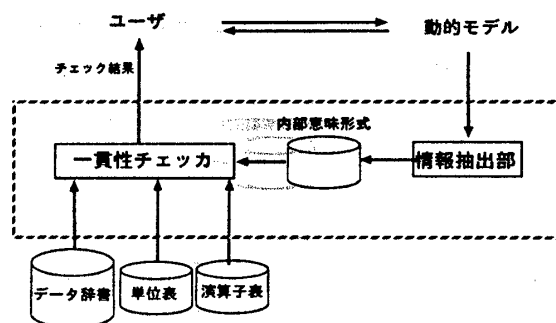 ユーザ
動的モデル
チェック結果
内部意味形式
一貫性チェッカ
情報抽出部
データ辞書
単位表
演算子表